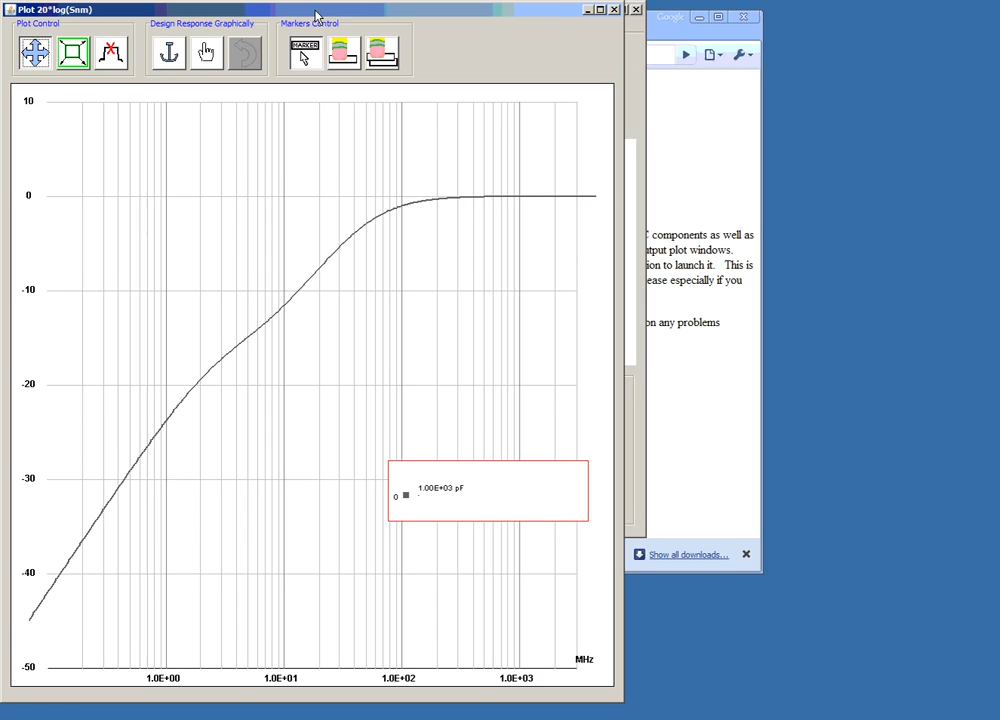 Plot 20*log(Snm)
Plot Control
Design Response Graphically
Markers Control
MARKER
Google
10
0
-10
-20
-30
-40
-50
1.00E+03 pF
0
MHz
1.0E+00
1.0E+01
1.0E+02
1.0E+03
components as well as
tput plot windows.
ion to launch it. This is
ease especially if you
on any problems
Show all downloads...